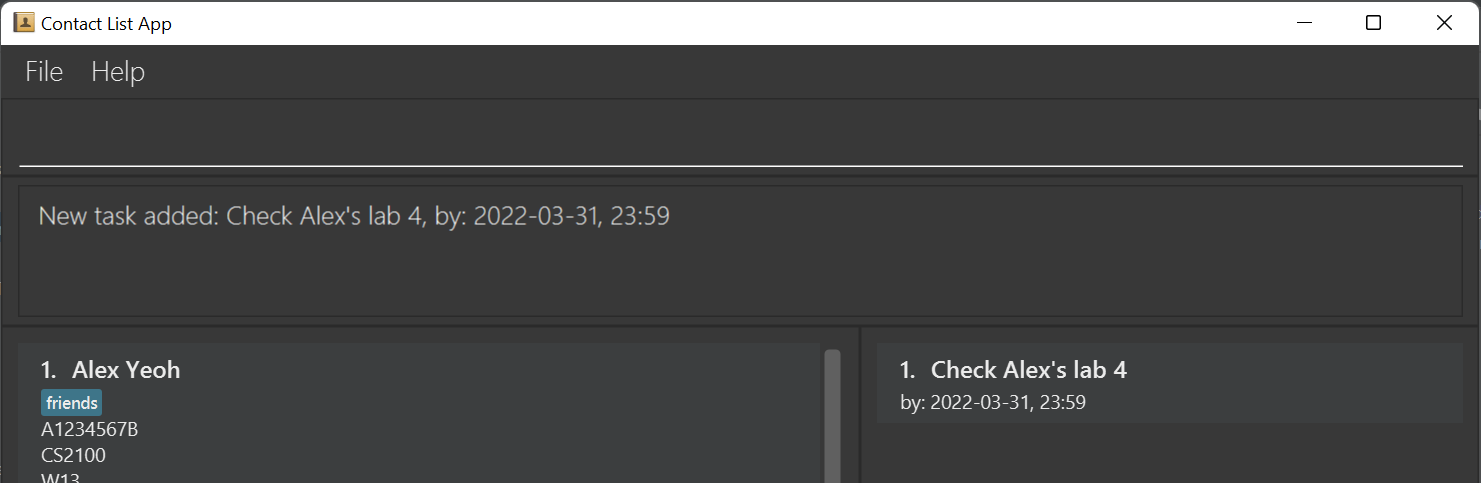 Contact List App
File Help
New task added: Check Alex's lab 4, by: 2022-03-31, 23:59
1. Alex Yeoh
friends
A1234567B
CS2100
W13
1. Check Alex's lab 4
by: 2022-03-31, 23:59